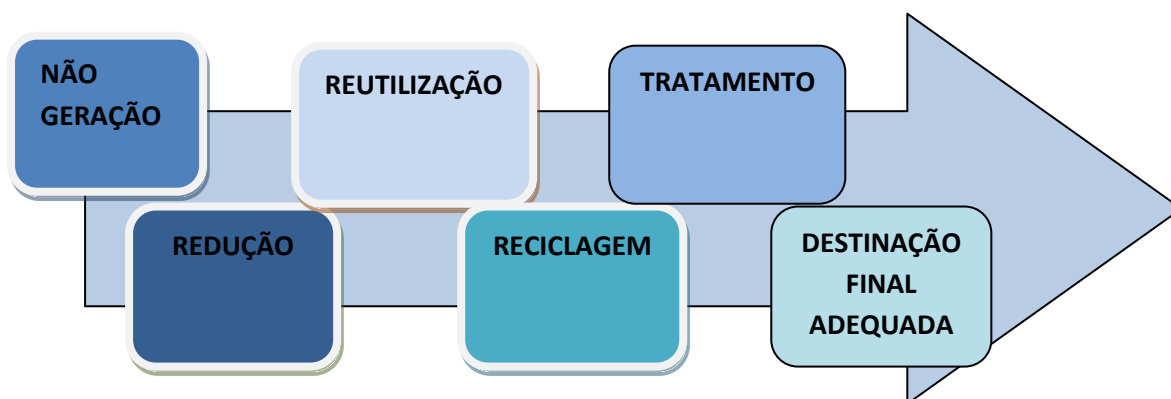 NÃO
GERAÇÃO
REDUÇÃO
REUTILIZAÇÃO
RECICLAGEM
TRATAMENTO
DESTINAÇÃO
FINAL
ADEQUADA